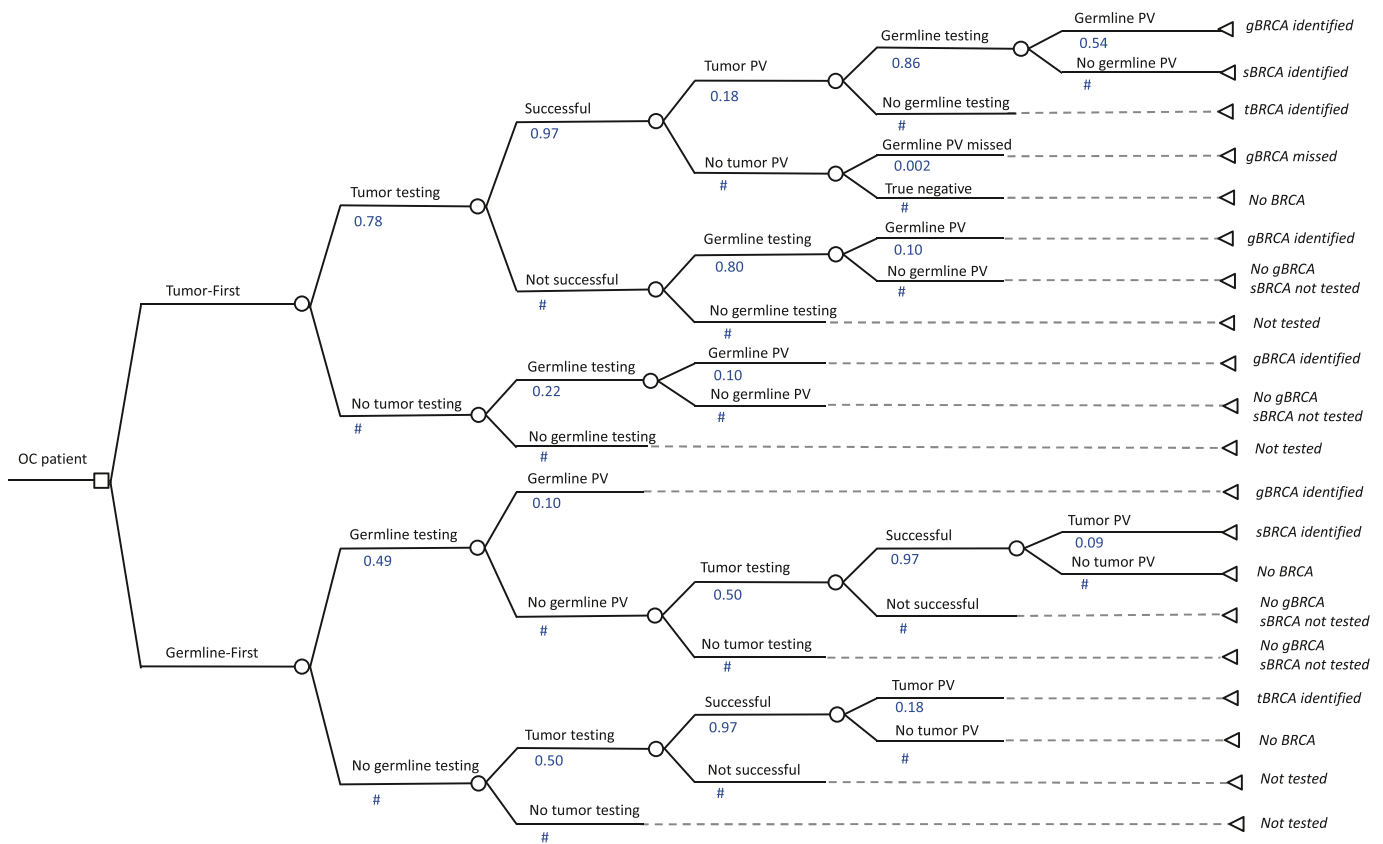 Germline PV
gBRCA identified
0.54
Germline testing
0.86
No germline PV
sBRCA identified
#
Tumor PV
0.18
No germline testing
tBRCA identified
#
Successful
0.97
Germline PV missed
gBRCA missed
0.002
No tumor PV
#
True negative
No BRCA
#
Tumor testing
0.78
Germline PV
gBRCA identified
0.10
Germline testing
0.80
No germline PV
No gBRCA
sBRCA not tested
#
Not successful
#
No germline testing
Not tested
#
Tumor-First
Germline PV
gBRCA identified
0.10
Germline testing
0.22
No germline PV
No gBRCA
sBRCA not tested
#
No tumor testing
#
No germline testing
Not tested
#
OC patient
Germline PV
gBRCA identified
0.10
Germline testing
0.49
Tumor PV
sBRCA identified
0.09
Successful
0.97
No tumor PV
No BRCA
#
Tumor testing
0.50
No germline PV
#
Not successful
No gBRCA
sBRCA not tested
#
No tumor testing
No gBRCA
sBRCA not tested
#
Germline-First
Tumor PV
tBRCA identified
0.18
Successful
0.97
No tumor PV
No BRCA
#
Tumor testing
0.50
Not successful
Not tested
#
No germline testing
#
No tumor testing
Not tested
#